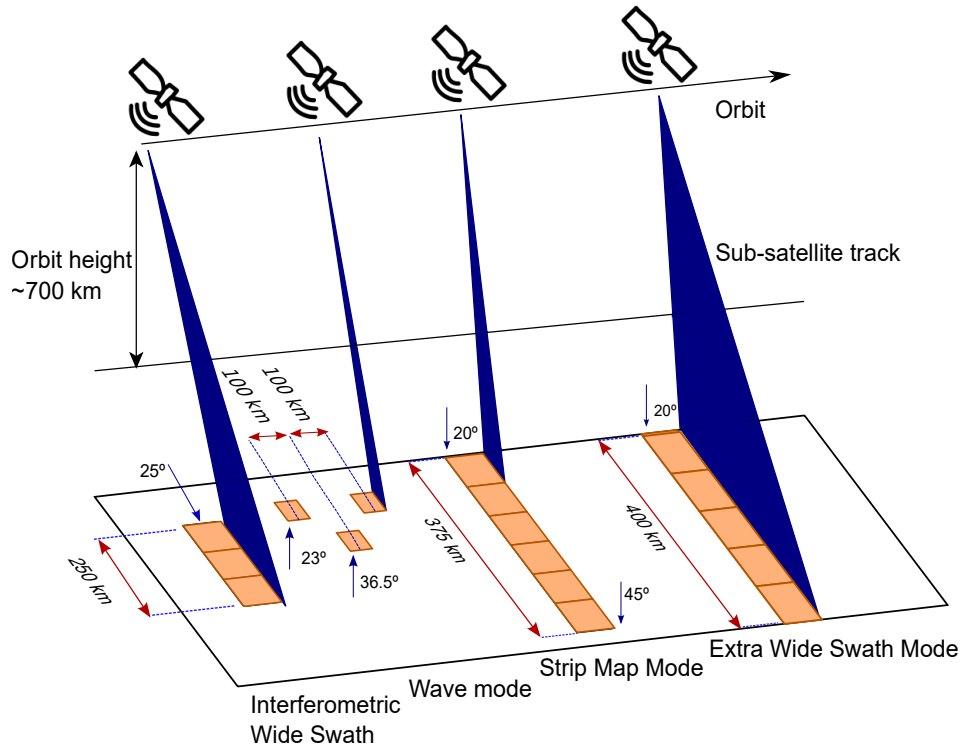 Orbit
Orbit height
~700 km
Sub-satellite track
100 km
100 km
20º
20º
25º
23º
36.5º
250 km
375 km
400 km
45º
Extra Wide Swath Mode
Strip Map Mode
Wave mode
Interferometric
Wide Swath